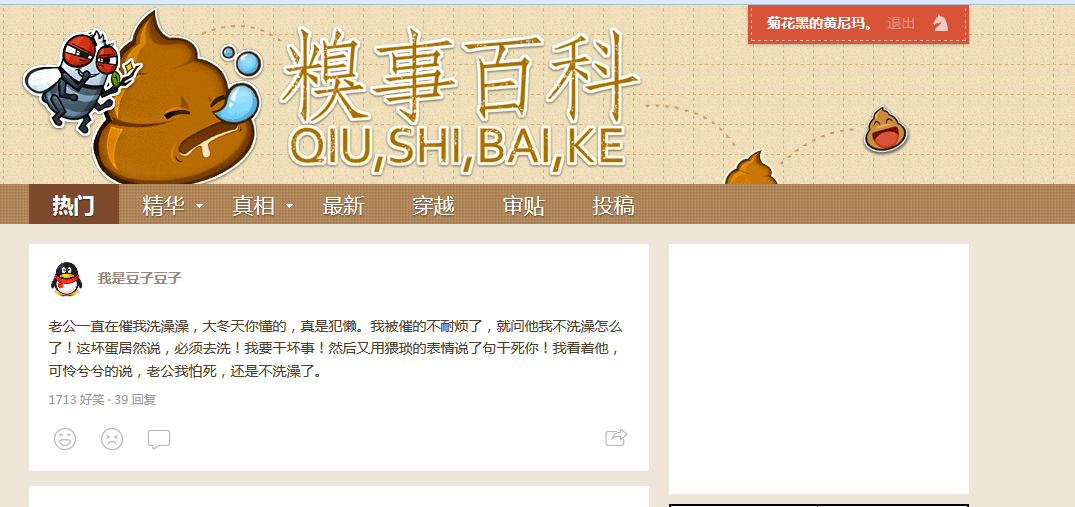 菊花黑的黄尼玛。 退出
糗事百科
QIU,SHI,BAI,KE
热门 精华 真相 最新 穿越 审贴 投稿
我是豆子豆子
老公一直在催我洗澡澡，大冬天你懂的，真是犯懒。我被催的不耐烦了，就问他我不洗澡怎么
了！这坏蛋居然说，必须去洗！我要干坏事！然后又用猥琐的表情说了句干死你！我看着他，
可怜兮兮的说，老公我怕死，还是不洗澡了。
1713 好笑 · 39 回复